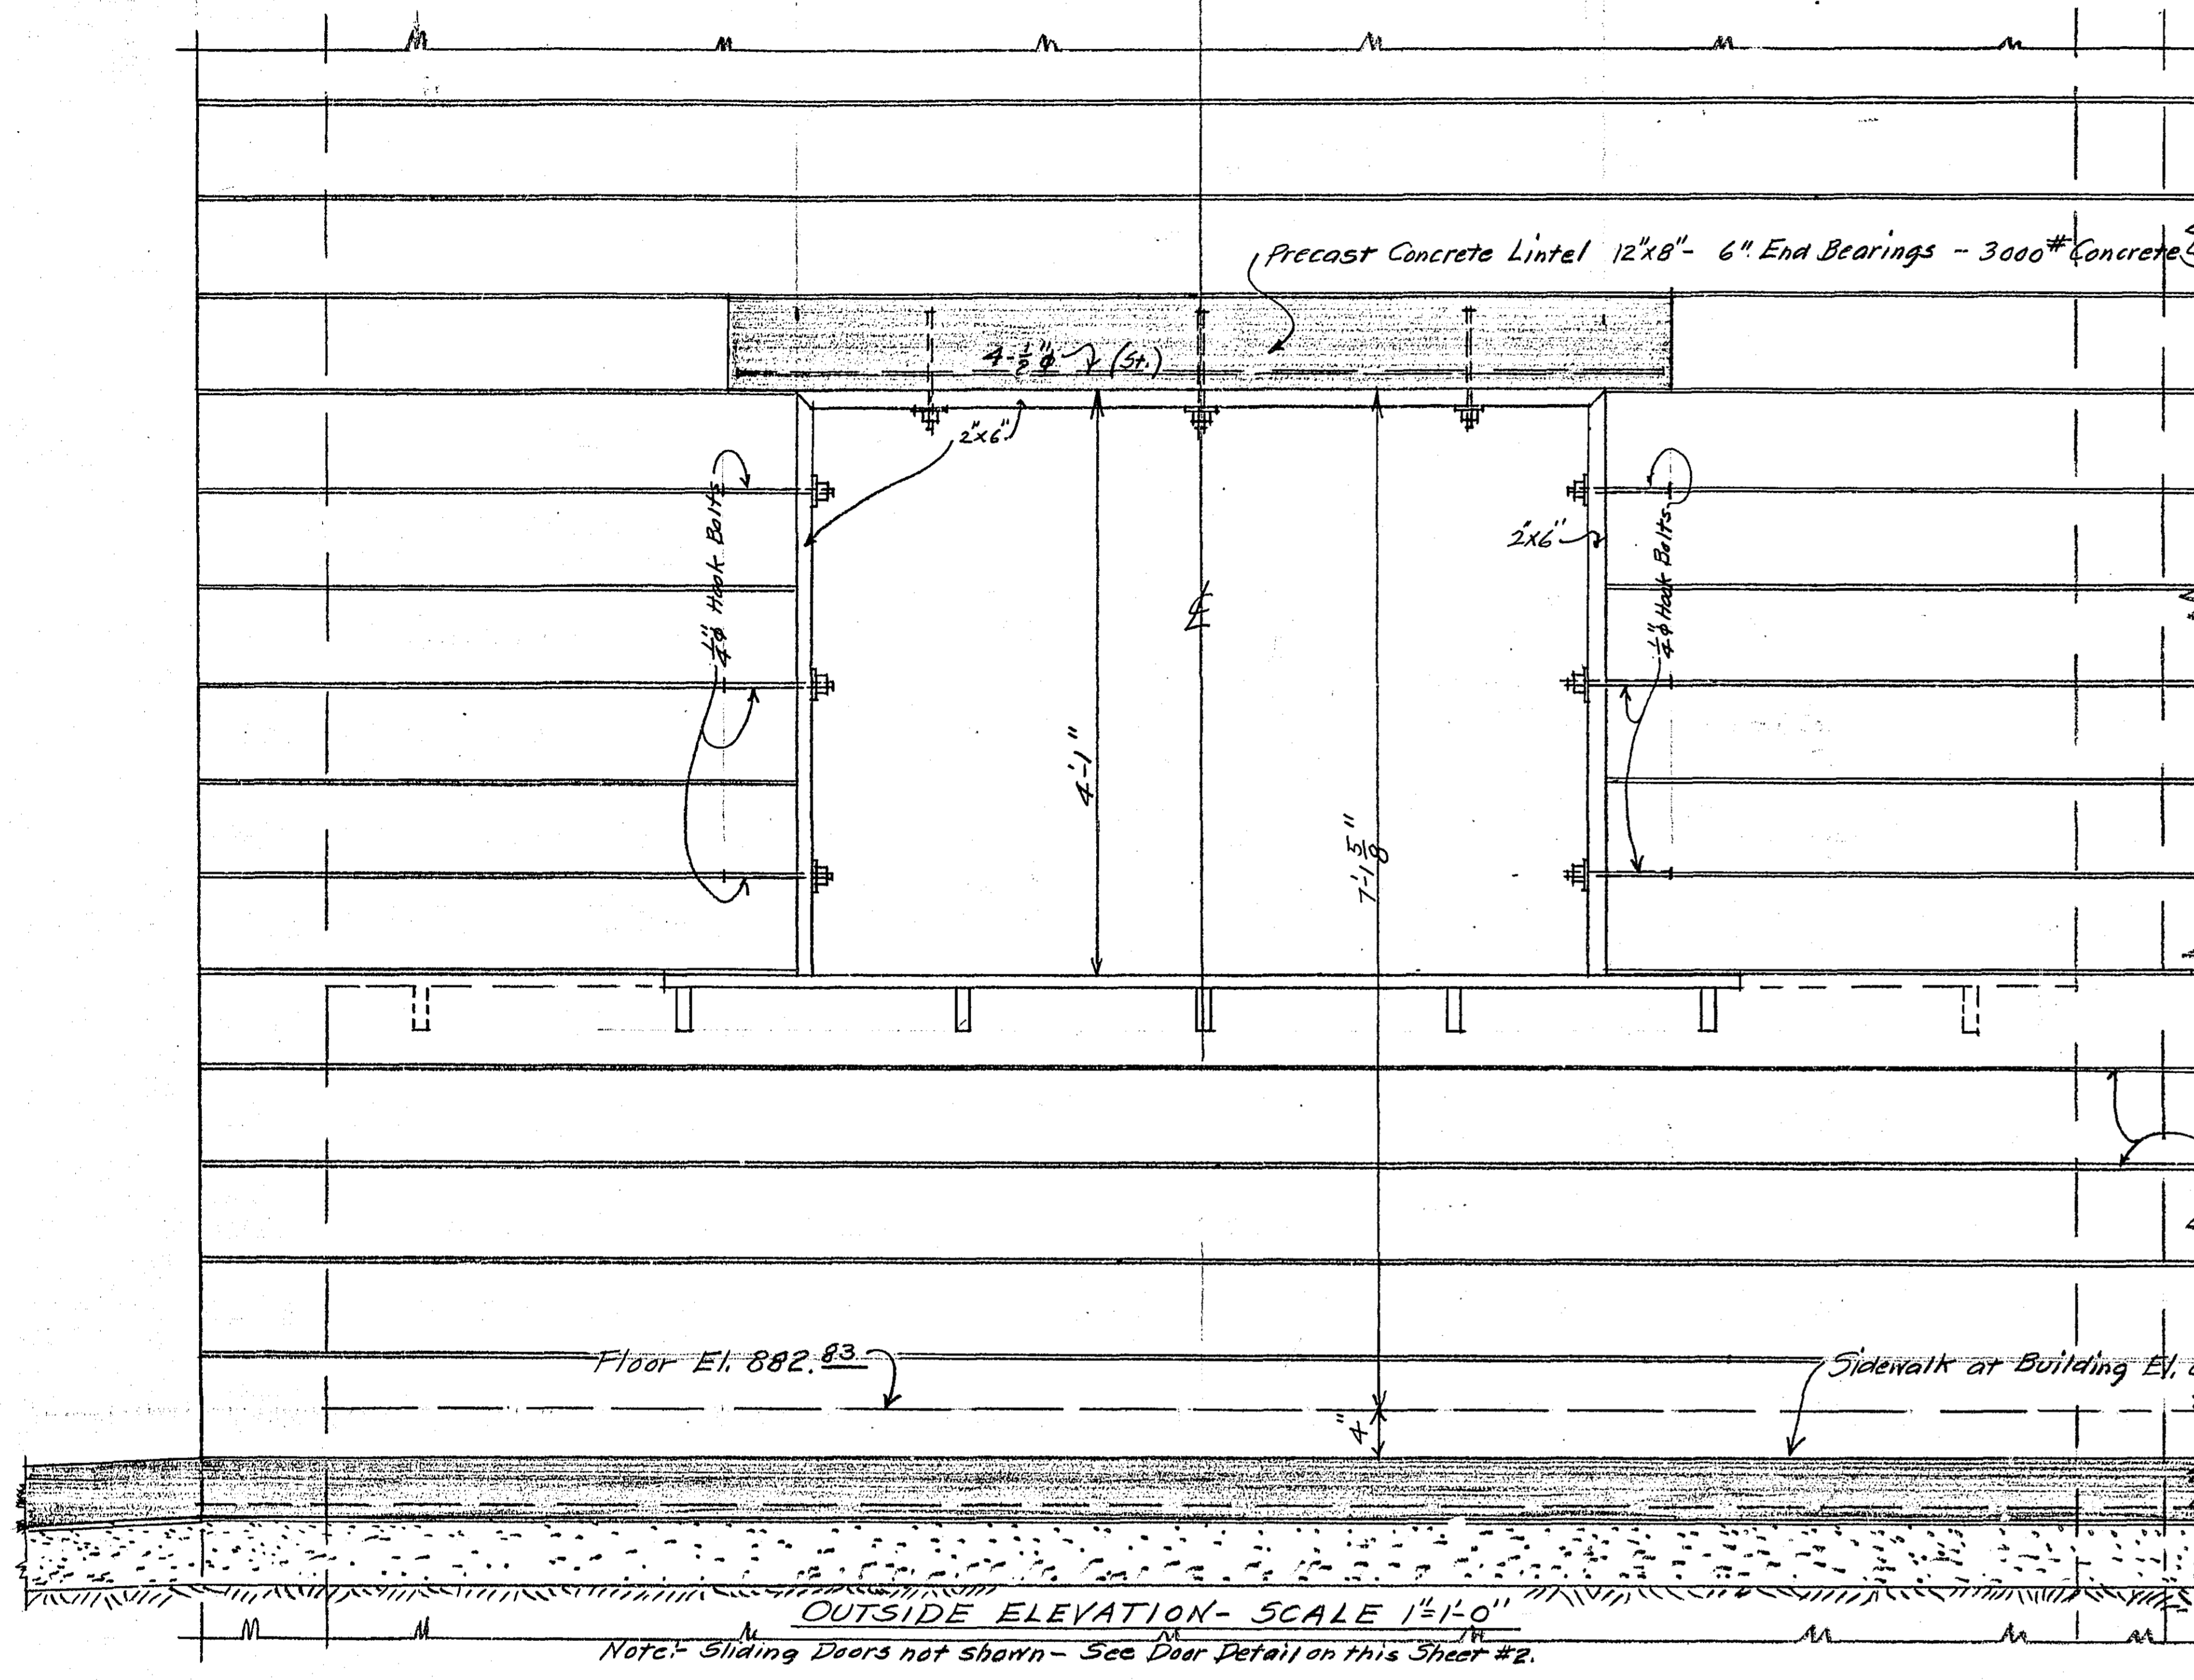 Precast Concrete Lintel 12"x8"- 6" End Bearings - 3000# Concrete
4-½"φ (St.)
2"x6"
2"x6"
¼"φ Hook Bolts
¼"φ Hook Bolts
℄
4'-1"
7'-1⅝"
Floor El. 882.83
Sidewalk at Building El.
4"
OUTSIDE ELEVATION- SCALE 1"=1'-0"
Note:- Sliding Doors not shown- See Door Detail on this Sheet #2.